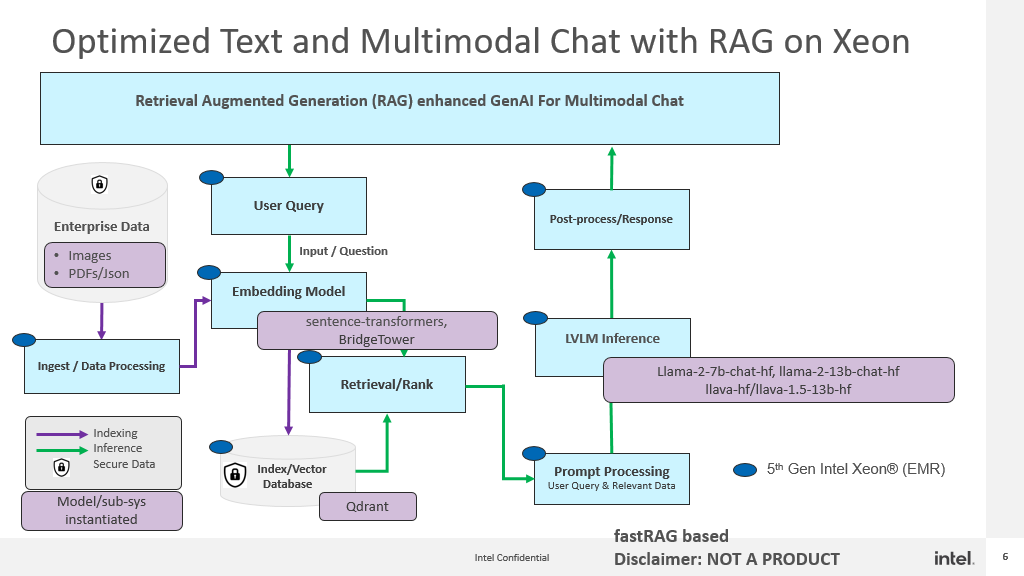 Optimized Text and Multimodal Chat with RAG on Xeon
Retrieval Augmented Generation (RAG) enhanced GenAI For Multimodal Chat
Enterprise Data
• Images
• PDFs/Json
User Query
Input / Question
Embedding Model
sentence-transformers,
BridgeTower
Ingest / Data Processing
Retrieval/Rank
Index/Vector
Database
Qdrant
Post-process/Response
LVLM Inference
Llama-2-7b-chat-hf, llama-2-13b-chat-hf
llava-hf/llava-1.5-13b-hf
Prompt Processing
User Query & Relevant Data
Indexing
Inference
Secure Data
Model/sub-sys
instantiated
5th Gen Intel Xeon® (EMR)
fastRAG based
Disclaimer: NOT A PRODUCT
Intel Confidential
intel.
6